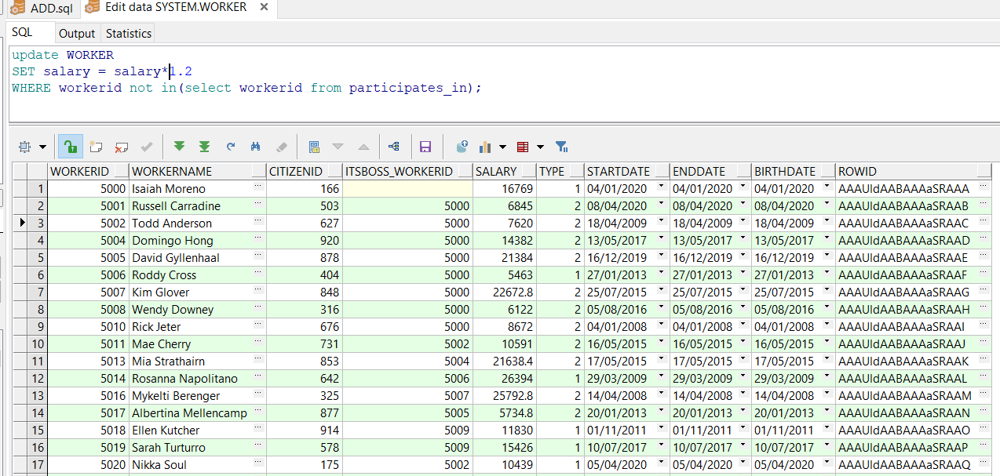 ADD.sql Edit data SYSTEM.WORKER
SQL Output Statistics
update WORKER
SET salary = salary*1.2
WHERE workerid not in(select workerid from participates_in);
WORKERID WORKERNAME CITIZENID ITSBOSS_WORKERID SALARY TYPE STARTDATE ENDDATE BIRTHDATE ROWID
1 5000 Isaiah Moreno 166 16769 1 04/01/2020 04/01/2020 04/01/2020 AAAUIdAABAAAaSRAAA
2 5001 Russell Carradine 503 5000 6845 2 08/04/2020 08/04/2020 08/04/2020 AAAUIdAABAAAaSRAAB
3 5002 Todd Anderson 627 5000 7620 2 18/04/2009 18/04/2009 18/04/2009 AAAUIdAABAAAaSRAAC
4 5004 Domingo Hong 920 5000 14382 2 13/05/2017 13/05/2017 13/05/2017 AAAUIdAABAAAaSRAAD
5 5005 David Gyllenhaal 878 5000 21384 2 16/12/2019 16/12/2019 16/12/2019 AAAUIdAABAAAaSRAAE
6 5006 Roddy Cross 404 5000 5463 1 27/01/2013 27/01/2013 27/01/2013 AAAUIdAABAAAaSRAAF
7 5007 Kim Glover 848 5000 22672.8 2 25/07/2015 25/07/2015 25/07/2015 AAAUIdAABAAAaSRAAG
8 5008 Wendy Downey 316 5000 6122 2 05/08/2016 05/08/2016 05/08/2016 AAAUIdAABAAAaSRAAH
9 5010 Rick Jeter 676 5000 8672 2 04/01/2008 04/01/2008 04/01/2008 AAAUIdAABAAAaSRAAI
10 5011 Mae Cherry 731 5002 10591 2 16/05/2015 16/05/2015 16/05/2015 AAAUIdAABAAAaSRAAJ
11 5013 Mia Strathairn 853 5004 21638.4 2 17/05/2015 17/05/2015 17/05/2015 AAAUIdAABAAAaSRAAK
12 5014 Rosanna Napolitano 642 5006 26394 1 29/03/2009 29/03/2009 29/03/2009 AAAUIdAABAAAaSRAAL
13 5016 Mykelti Berenger 325 5007 25792.8 2 14/04/2008 14/04/2008 14/04/2008 AAAUIdAABAAAaSRAAM
14 5017 Albertina Mellencamp 877 5005 5734.8 2 20/01/2013 20/01/2013 20/01/2013 AAAUIdAABAAAaSRAAN
15 5018 Ellen Kutcher 914 5009 11830 1 01/11/2011 01/11/2011 01/11/2011 AAAUIdAABAAAaSRAAO
16 5019 Sarah Turturro 578 5009 15426 1 10/07/2017 10/07/2017 10/07/2017 AAAUIdAABAAAaSRAAP
17 5020 Nikka Soul 175 5002 10439 1 05/04/2020 05/04/2020 05/04/2020 AAAUIdAABAAAaSRAAQ